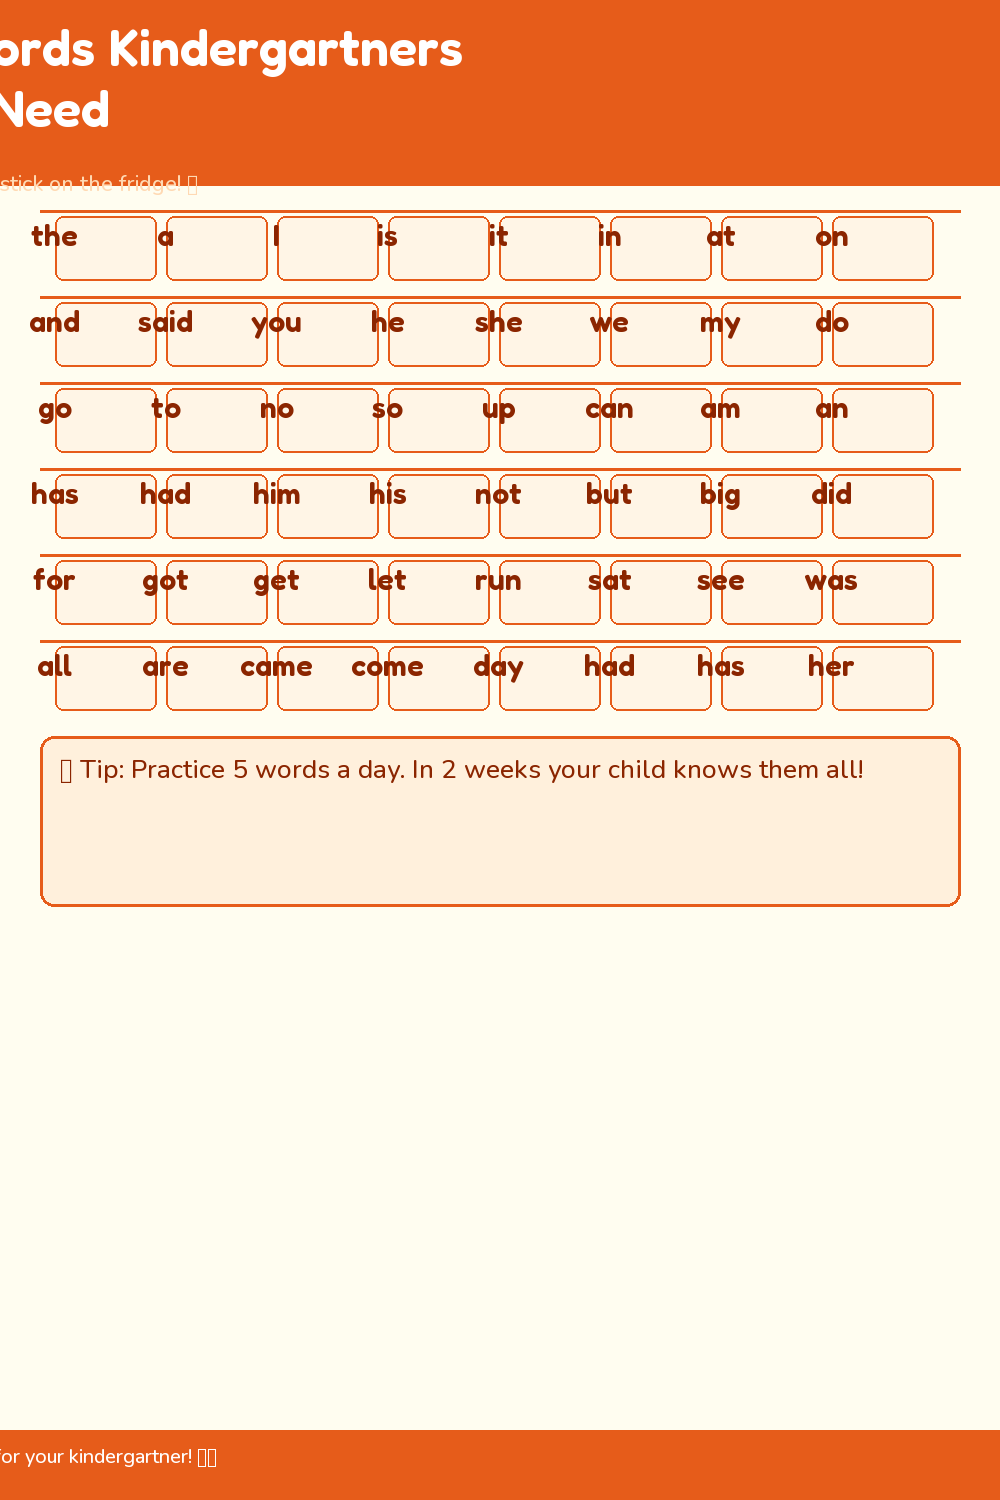 ords Kindergartners
Need
stick on the fridge!
the a I is it in at on
and said you he she we my do
go to no so up can am an
has had him his not but big did
for got get let run sat see was
all are came come day had has her
Tip: Practice 5 words a day. In 2 weeks your child knows them all!
for your kindergartner!